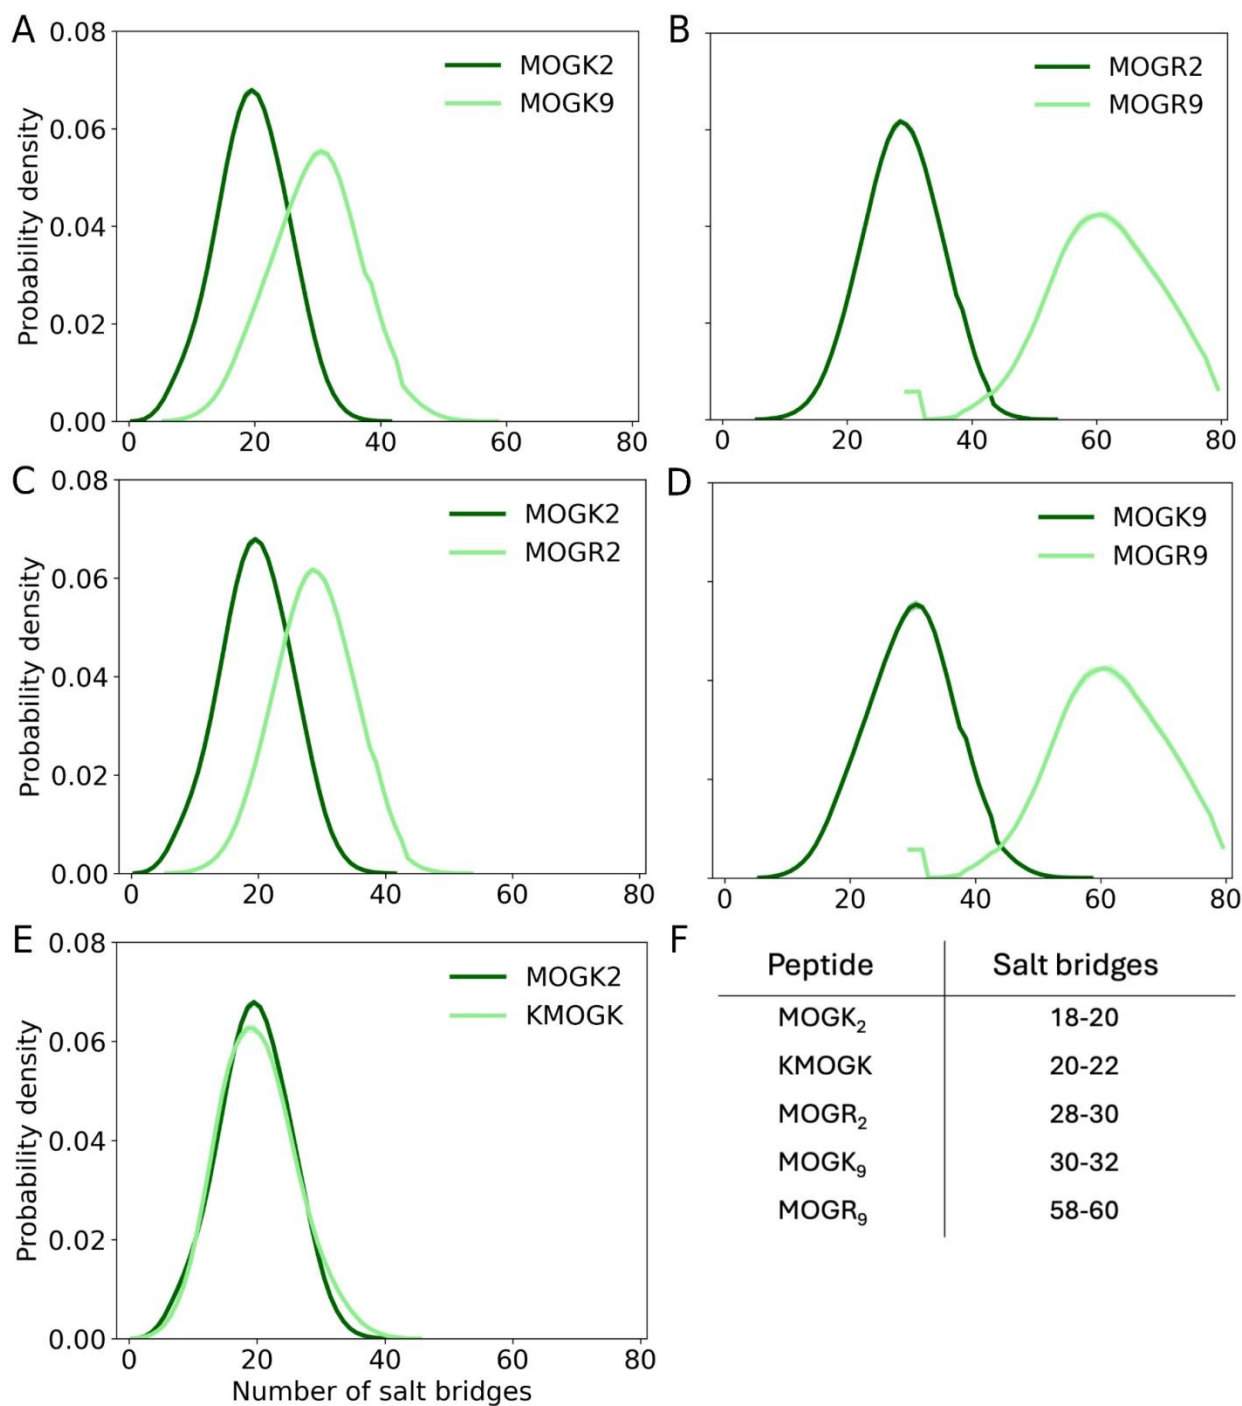 A
0.08
0.06
0.04
0.02
0.00
Probability density
MOGK2
MOGK9
0 20 40 60 80
B
MOGR2
MOGR9
0 20 40 60 80
C
0.08
0.06
0.04
0.02
0.00
Probability density
MOGK2
MOGR2
0 20 40 60 80
D
MOGK9
MOGR9
0 20 40 60 80
E
0.08
0.06
0.04
0.02
0.00
Probability density
MOGK2
KMOGK
0 20 40 60 80
Number of salt bridges
F
Peptide Salt bridges
MOGK₂ 18-20
KMOGK 20-22
MOGR₂ 28-30
MOGK₉ 30-32
MOGR₉ 58-60